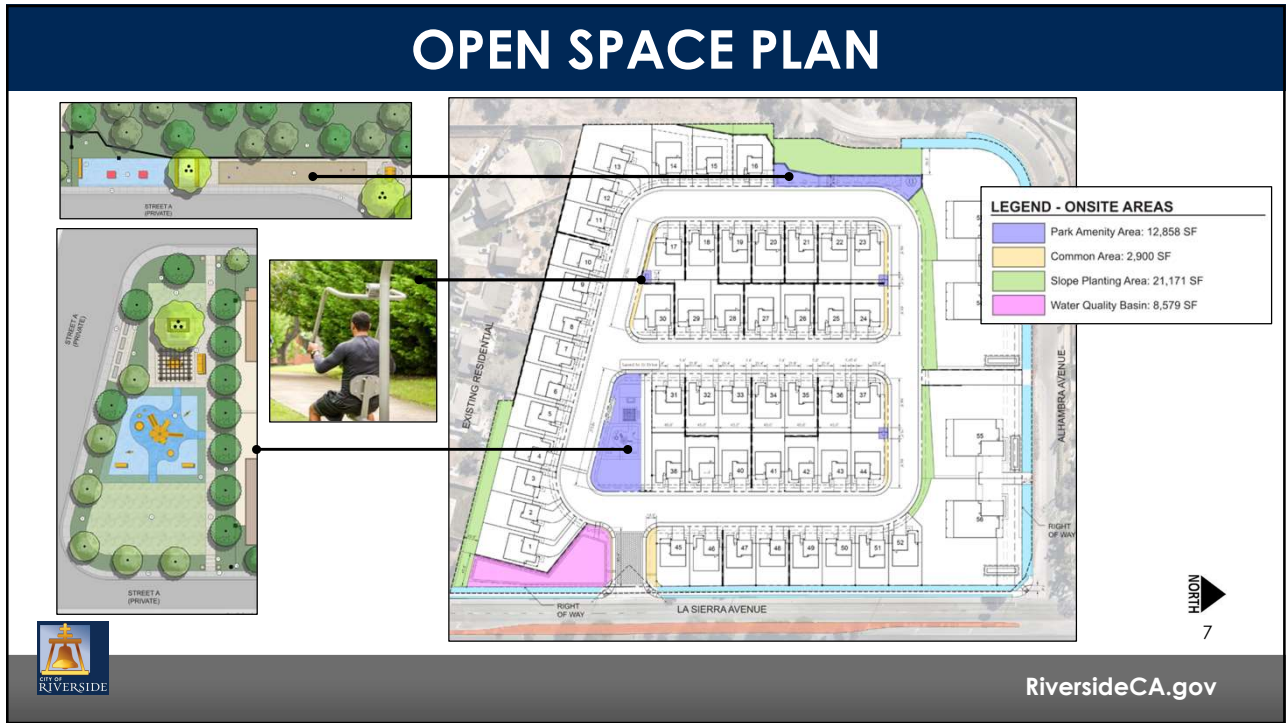 OPEN SPACE PLAN
STREET A
(PRIVATE)
STREET A
(PRIVATE)
STREET A
(PRIVATE)
EXISTING RESIDENTIAL
13
14
15
16
12
11
10
9
8
7
6
5
4
3
2
1
17
18
19
20
21
22
23
30
29
28
27
26
25
24
31
32
33
34
35
36
37
38
40
41
42
43
44
45
46
47
48
49
50
51
52
55
56
LEGEND - ONSITE AREAS
Park Amenity Area: 12,858 SF
Common Area: 2,900 SF
Slope Planting Area: 21,171 SF
Water Quality Basin: 8,579 SF
ALHAMBRA AVENUE
RIGHT
OF WAY
RIGHT
OF WAY
LA SIERRA AVENUE
NORTH
7
CITY OF
RIVERSIDE
RiversideCA.gov